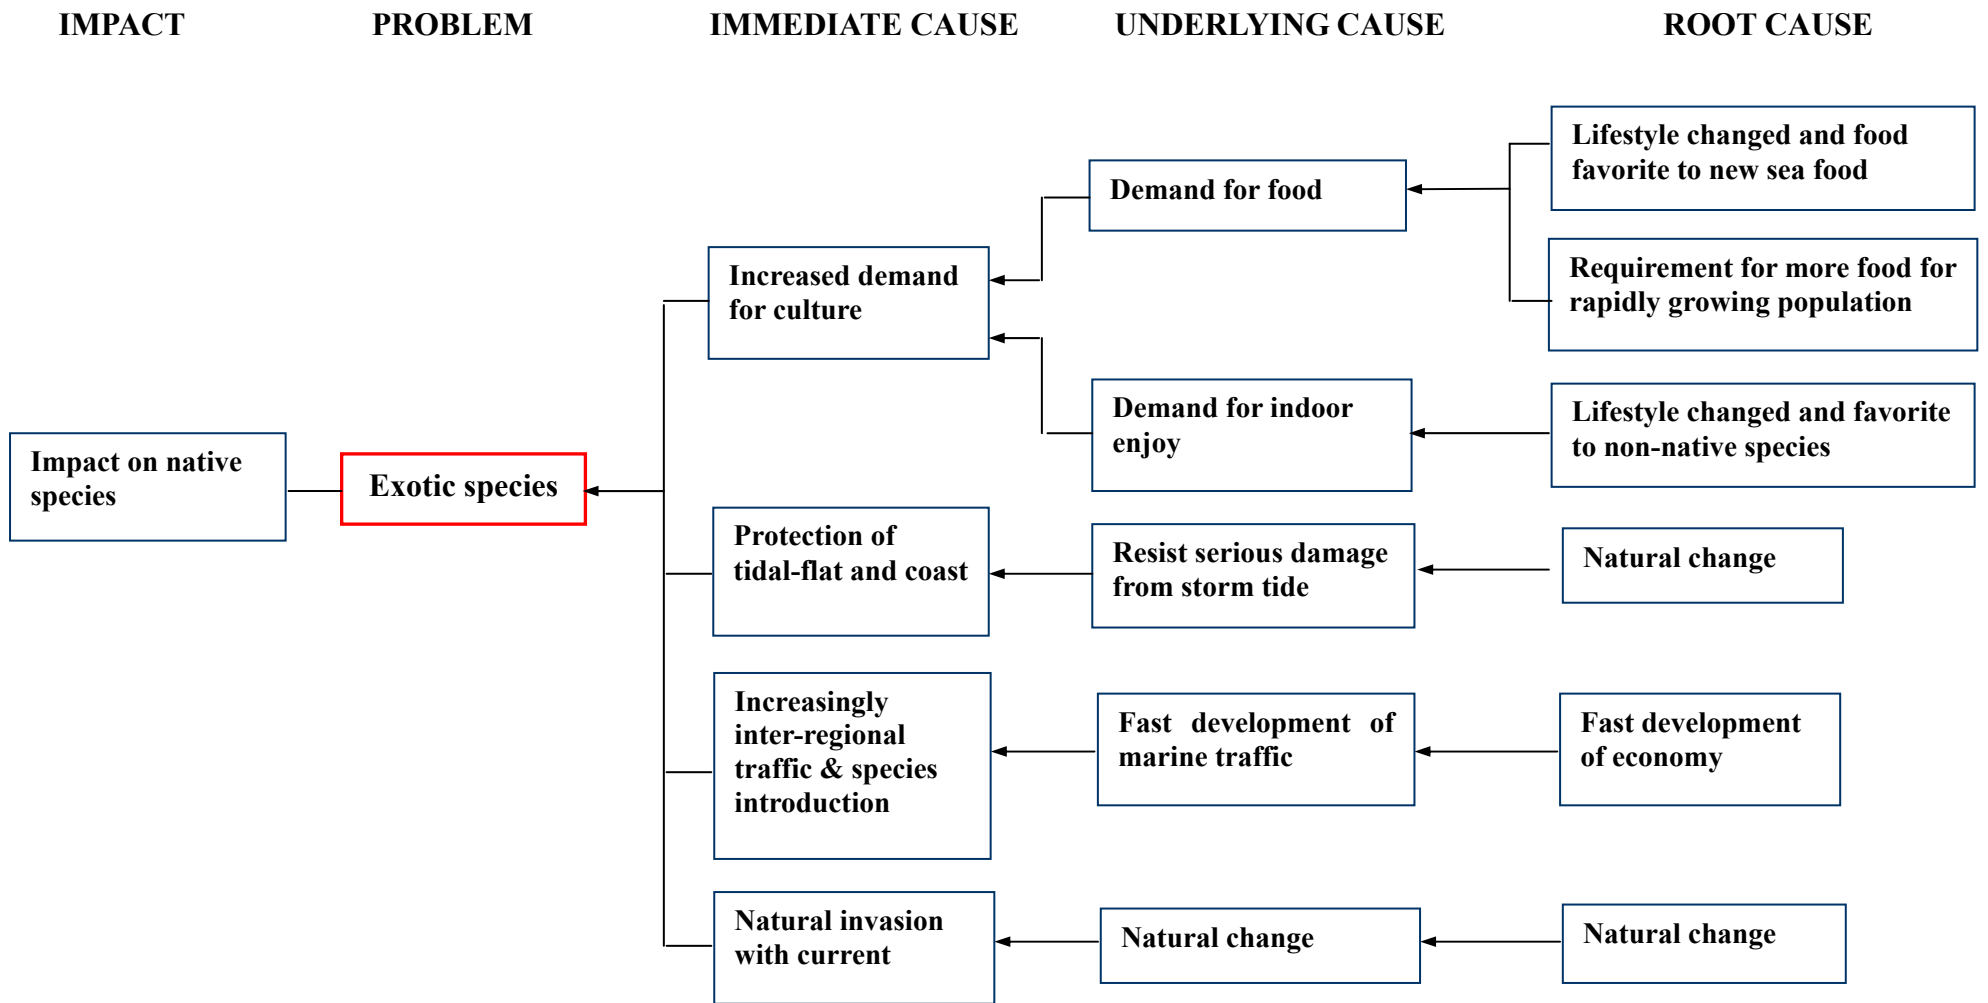 IMPACT PROBLEM IMMEDIATE CAUSE UNDERLYING CAUSE ROOT CAUSE
Impact on native
species
Exotic species
Increased demand
for culture
Protection of
tidal-flat and coast
Increasingly
inter-regional
traffic & species
introduction
Natural invasion
with current
Demand for food
Demand for indoor
enjoy
Resist serious damage
from storm tide
Fast development of
marine traffic
Natural change
Lifestyle changed and food
favorite to new sea food
Requirement for more food for
rapidly growing population
Lifestyle changed and favorite
to non-native species
Natural change
Fast development
of economy
Natural change